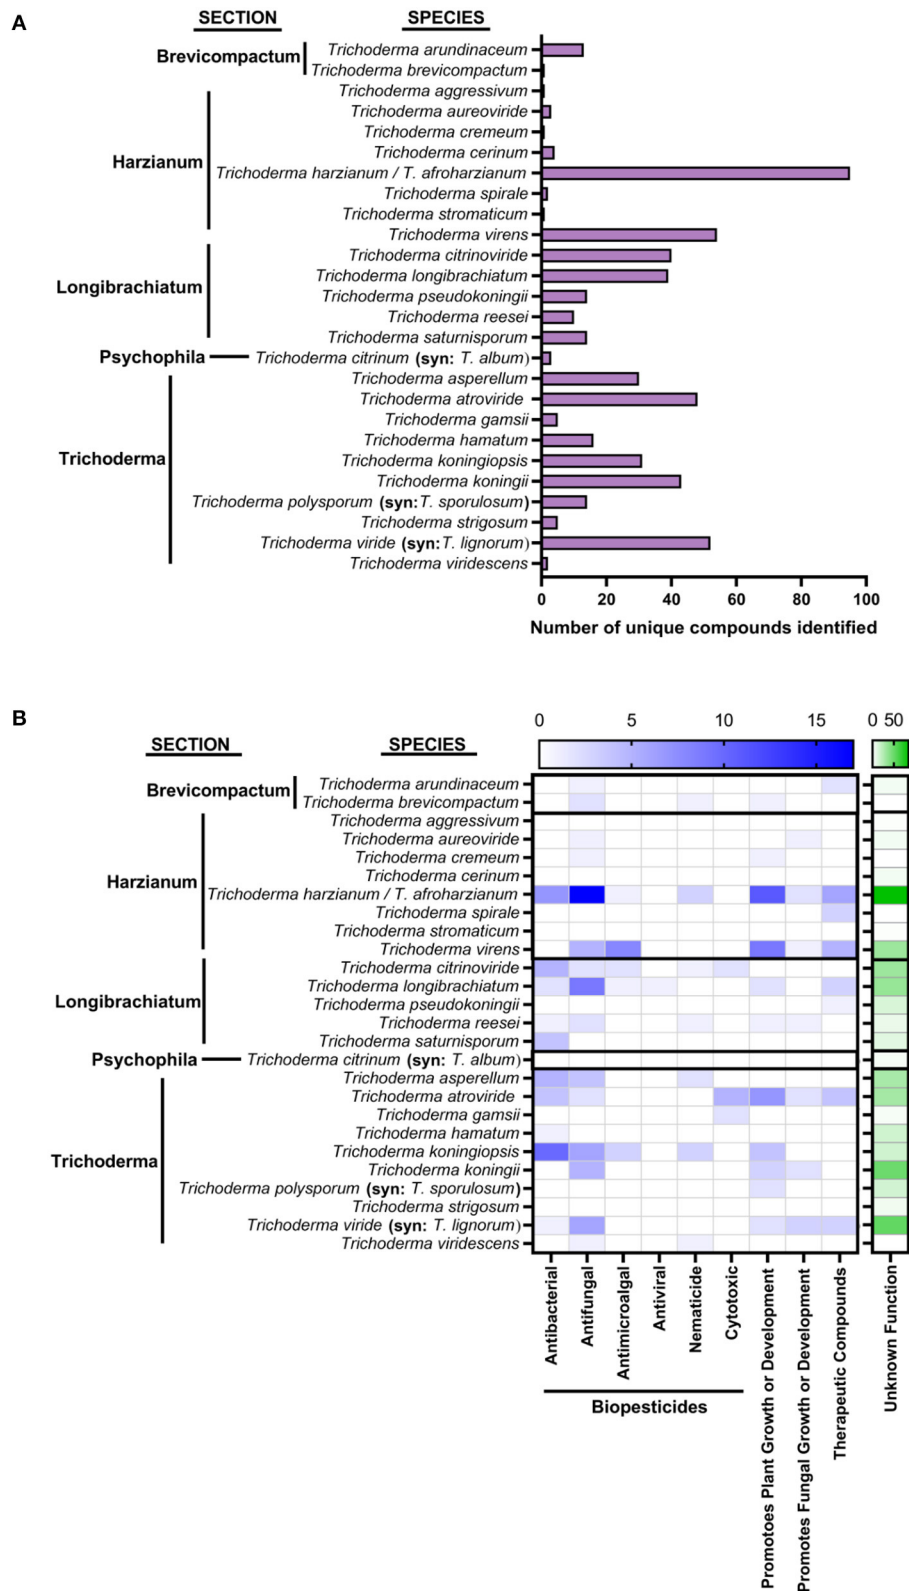 A
SECTION SPECIES
Brevicompactum
Trichoderma arundinaceum
Trichoderma brevicompactum
Harzianum
Trichoderma aggressivum
Trichoderma aureoviride
Trichoderma cremeum
Trichoderma cerinum
Trichoderma harzianum / T. afroharzianum
Trichoderma spirale
Trichoderma stromaticum
Trichoderma virens
Longibrachiatum
Trichoderma citrinoviride
Trichoderma longibrachiatum
Trichoderma pseudokoningii
Trichoderma reesei
Trichoderma saturnisporum
Psychophila
Trichoderma citrinum (syn: T. album)
Trichoderma
Trichoderma asperellum
Trichoderma atroviride
Trichoderma gamsii
Trichoderma hamatum
Trichoderma koningiopsis
Trichoderma koningii
Trichoderma polysporum (syn:T. sporulosum)
Trichoderma strigosum
Trichoderma viride (syn:T. lignorum)
Trichoderma viridescens
0 20 40 60 80 100
Number of unique compounds identified
B
SECTION SPECIES
0 5 10 15
0 50
Brevicompactum
Trichoderma arundinaceum
Trichoderma brevicompactum
Harzianum
Trichoderma aggressivum
Trichoderma aureoviride
Trichoderma cremeum
Trichoderma cerinum
Trichoderma harzianum / T. afroharzianum
Trichoderma spirale
Trichoderma stromaticum
Trichoderma virens
Longibrachiatum
Trichoderma citrinoviride
Trichoderma longibrachiatum
Trichoderma pseudokoningii
Trichoderma reesei
Trichoderma saturnisporum
Psychophila
Trichoderma citrinum (syn: T. album)
Trichoderma
Trichoderma asperellum
Trichoderma atroviride
Trichoderma gamsii
Trichoderma hamatum
Trichoderma koningiopsis
Trichoderma koningii
Trichoderma polysporum (syn: T. sporulosum)
Trichoderma strigosum
Trichoderma viride (syn: T. lignorum)
Trichoderma viridescens
Antibacterial
Antifungal
Antimicroalgal
Antiviral
Nematicide
Cytotoxic
Promotoes Plant Growth or Development
Promotes Fungal Growth or Development
Therapeutic Compounds
Unknown Function
Biopesticides